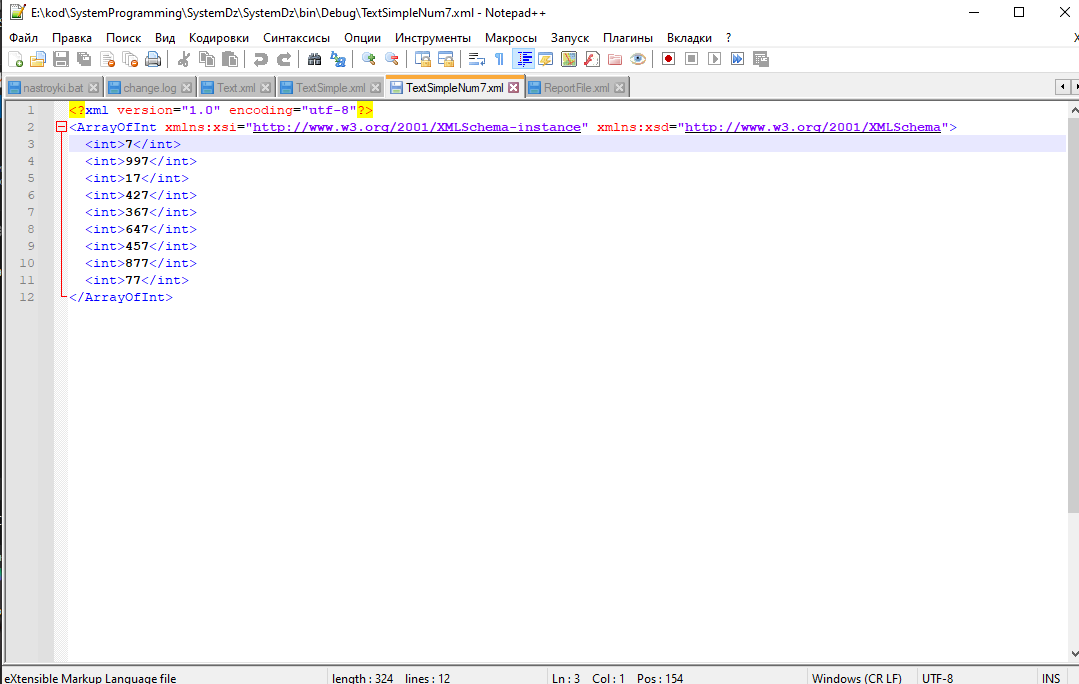 E:\kod\SystemProgramming\SystemDz\SystemDz\bin\Debug\TextSimpleNum7.xml - Notepad++
Файл Правка Поиск Вид Кодировки Синтаксисы Опции Инструменты Макросы Запуск Плагины Вкладки ? X
nastroyki.bat change.log Text.xml TextSimple.xml TextSimpleNum7.xml ReportFile.xml
1 <?xml version="1.0" encoding="utf-8"?>
2 <ArrayOfInt xmlns:xsi="http://www.w3.org/2001/XMLSchema-instance" xmlns:xsd="http://www.w3.org/2001/XMLSchema">
3 <int>7</int>
4 <int>997</int>
5 <int>17</int>
6 <int>427</int>
7 <int>367</int>
8 <int>647</int>
9 <int>457</int>
10 <int>877</int>
11 <int>77</int>
12 </ArrayOfInt>
eXtensible Markup Language file length : 324 lines : 12 Ln : 3 Col : 1 Pos : 154 Windows (CR LF) UTF-8 INS